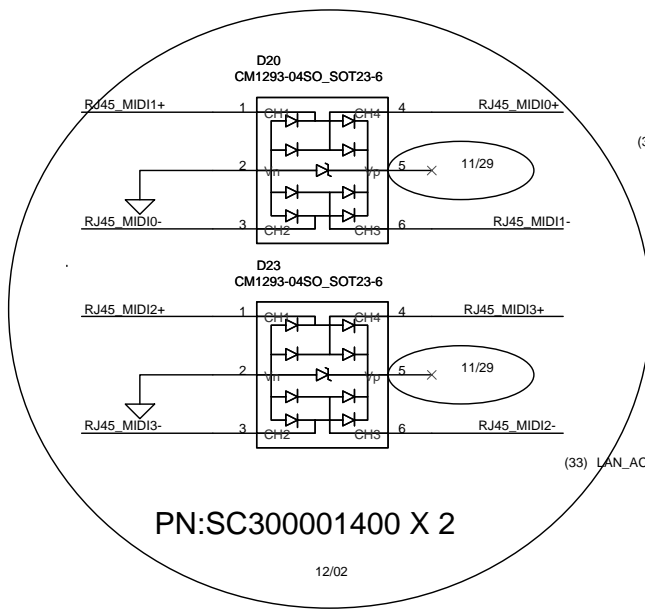 D20
CM1293-04SO_SOT23-6
RJ45_MIDI1+ 1 CH1 CH4 4 RJ45_MIDI0+
(3
2 Vn Vp 5 11/29
RJ45_MIDI0- 3 CH2 CH3 6 RJ45_MIDI1-
D23
CM1293-04SO_SOT23-6
RJ45_MIDI2+ 1 CH1 CH4 4 RJ45_MIDI3+
2 Vn Vp 5 11/29
RJ45_MIDI3- 3 CH2 CH3 6 RJ45_MIDI2-
(33) LAN_AC
PN:SC300001400 X 2
12/02